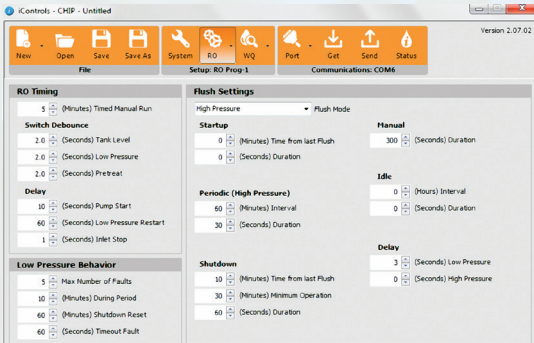 iControls - CHIP - Untitled
Version 2.07.02
New Open Save Save As System RO WQ Port Get Send Status
File Setup: RO Prog-1 Communications: COM6
RO Timing
5 (Minutes) Timed Manual Run
Switch Debounce
2.0 (Seconds) Tank Level
2.0 (Seconds) Low Pressure
2.0 (Seconds) Pretreat
Delay
10 (Seconds) Pump Start
60 (Seconds) Low Pressure Restart
1 (Seconds) Inlet Stop
Low Pressure Behavior
5 Max Number of Faults
10 (Minutes) During Period
60 (Minutes) Shutdown Reset
60 (Seconds) Timeout Fault
Flush Settings
High Pressure Flush Mode
Startup
0 (Minutes) Time from last Flush
0 (Seconds) Duration
Periodic (High Pressure)
60 (Minutes) Interval
30 (Seconds) Duration
Shutdown
10 (Minutes) Time from last Flush
30 (Minutes) Minimum Operation
60 (Seconds) Duration
Manual
300 (Seconds) Duration
Idle
0 (Hours) Interval
0 (Seconds) Duration
Delay
3 (Seconds) Low Pressure
0 (Seconds) High Pressure